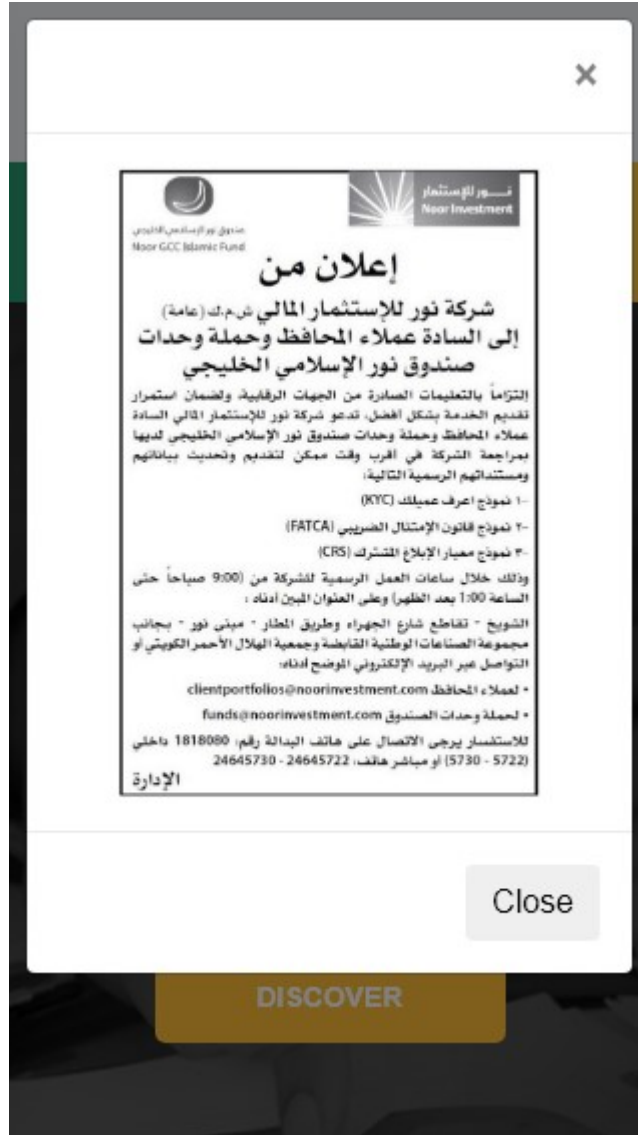 ×
نور للإستثمار
Noor Investment
صندوق نور الإسلامي الخليجي
Noor GCC Islamic Fund
إعلان من
شركة نور للإستثمار المالي ش.م.ك (عامة)
إلى السادة عملاء المحافظ وحملة وحدات
صندوق نور الإسلامي الخليجي
إلتزاماً بالتعليمات الصادرة من الجهات الرقابية، ولضمان استمرار
تقديم الخدمة بشكل أفضل، تدعو شركة نور للإستثمار المالي السادة
عملاء المحافظ وحملة وحدات صندوق نور الإسلامي الخليجي لديها
بمراجعة الشركة في أقرب وقت ممكن لتقديم وتحديث بياناتهم
ومستنداتهم الرسمية التالية:
١- نموذج اعرف عميلك (KYC)
٢- نموذج قانون الإمتثال الضريبي (FATCA)
٣- نموذج معيار الإبلاغ المشترك (CRS)
وذلك خلال ساعات العمل الرسمية للشركة من (9:00 صباحاً حتى
الساعة 1:00 بعد الظهر) وعلى العنوان المبين أدناه :
الشويخ - تقاطع شارع الجهراء وطريق المطار - مبنى نور - بجانب
مجموعة الصناعات الوطنية القابضة وجمعية الهلال الأحمر الكويتي أو
التواصل عبر البريد الإلكتروني الموضح أدناه:
• لعملاء المحافظ clientportfolios@noorinvestment.com
• لحملة وحدات الصندوق funds@noorinvestment.com
للاستفسار يرجى الاتصال على هاتف البدالة رقم: 1818080 داخلي
(5722 - 5730) أو مباشر هاتف: 24645722 - 24645730
الإدارة
Close
DISCOVER